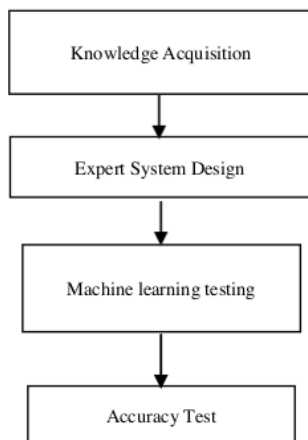 Knowledge Acquisition
Expert System Design
Machine learning testing
Accuracy Test